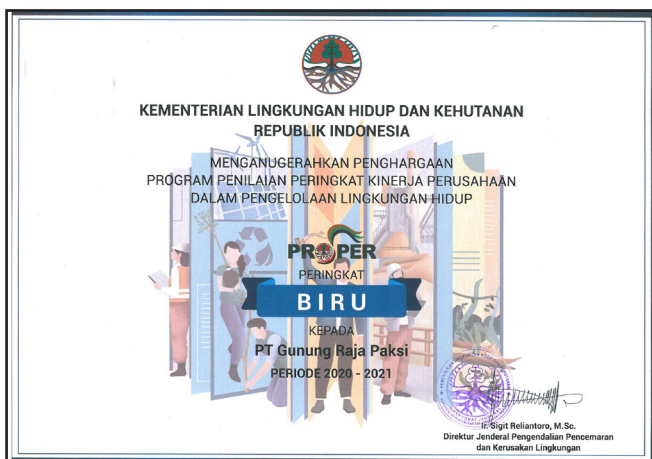 KEMENTERIAN LINGKUNGAN HIDUP DAN KEHUTANAN
REPUBLIK INDONESIA
MENGANUGERAHKAN PENGHARGAAN
PROGRAM PENILAIAN PERINGKAT KINERJA PERUSAHAAN
DALAM PENGELOLAAN LINGKUNGAN HIDUP
PROPER
PERINGKAT
BIRU
KEPADA
PT Gunung Raja Paksi
PERIODE 2020 - 2021
Ir. Sigit Reliantoro, M.Sc.
Direktur Jenderal Pengendalian Pencemaran
dan Kerusakan Lingkungan